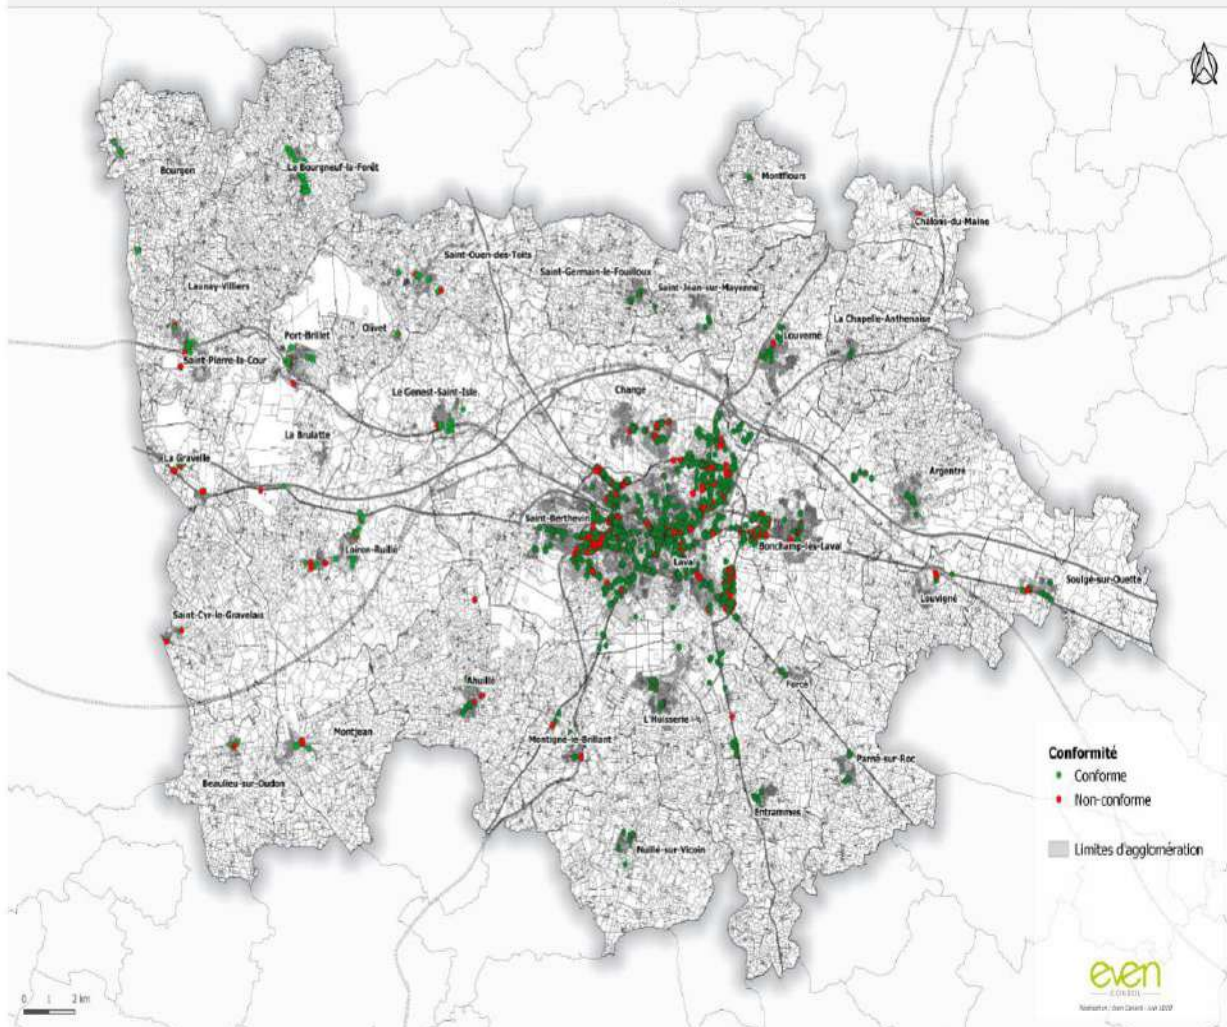 Bourgon
Le Bourgneuf-la-Forêt
Montflours
Châlons-du-Maine
Saint-Ouen-des-Toits
Saint-Germain-le-Fouilloux
Saint-Jean-sur-Mayenne
Launay-Villiers
La Chapelle-Anthenaise
Olivet
Port-Brillet
Louverné
Saint-Pierre-la-Cour
Changé
Le Genest-Saint-Isle
La Brulatte
La Gravelle
Argentré
Saint-Berthevin
Loiron-Ruillé
Bonchamp-lès-Laval
Laval
Soulgé-sur-Ouette
Louvigné
Saint-Cyr-le-Gravelais
Ahuillé
Forcé
L'Huisserie
Montjean
Montigné-le-Brillant
Parné-sur-Roc
Beaulieu-sur-Oudon
Entrammes
Nuillé-sur-Vicoin
Conformité
Conforme
Non-conforme
Limites d'agglomération
even
CONSEIL
0 1 2 km